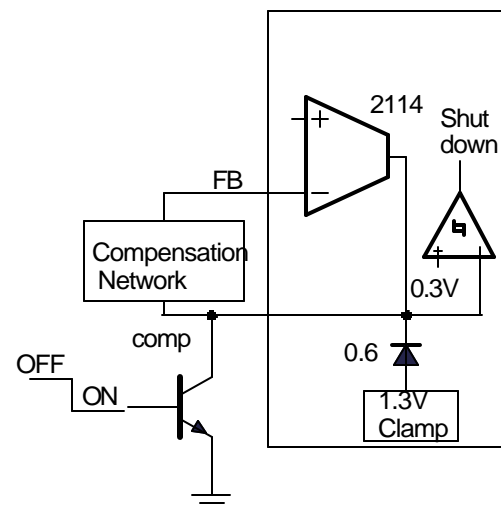 2114
Shut
down
FB
+
−
Compensation
Network
+
−
0.3V
comp
0.6
OFF
ON
1.3V
Clamp